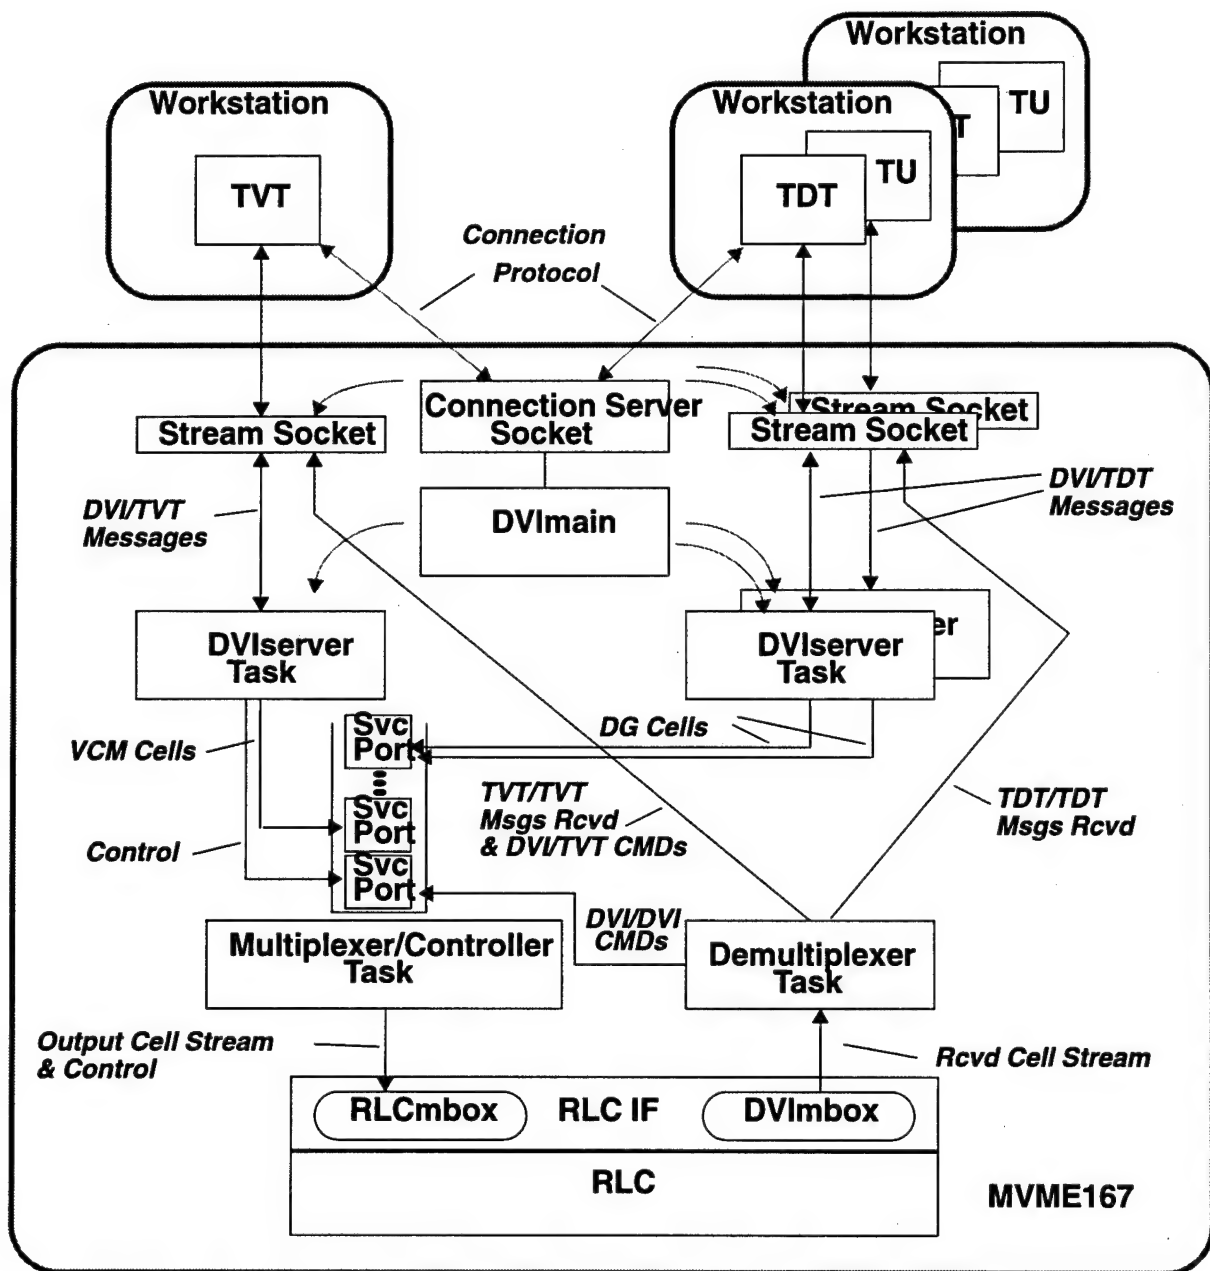 Workstation
Workstation
Workstation
TU
T
TU
TVT
TDT
Connection
Protocol
Connection Server
Socket
Stream Socket
Stream Socket
Stream Socket
DVI/TVT
Messages
DVImain
DVI/TDT
Messages
DVIserver
Task
DVIserver
Task
er
VCM Cells
Svc
Port
DG Cells
Svc
Port
Control
Svc
Port
TVT/TVT
Msgs Rcvd
& DVI/TVT CMDs
TDT/TDT
Msgs Rcvd
Multiplexer/Controller
Task
DVI/DVI
CMDs
Demultiplexer
Task
Output Cell Stream
& Control
Rcvd Cell Stream
RLCmbox
RLC IF
DVImbox
RLC
MVME167